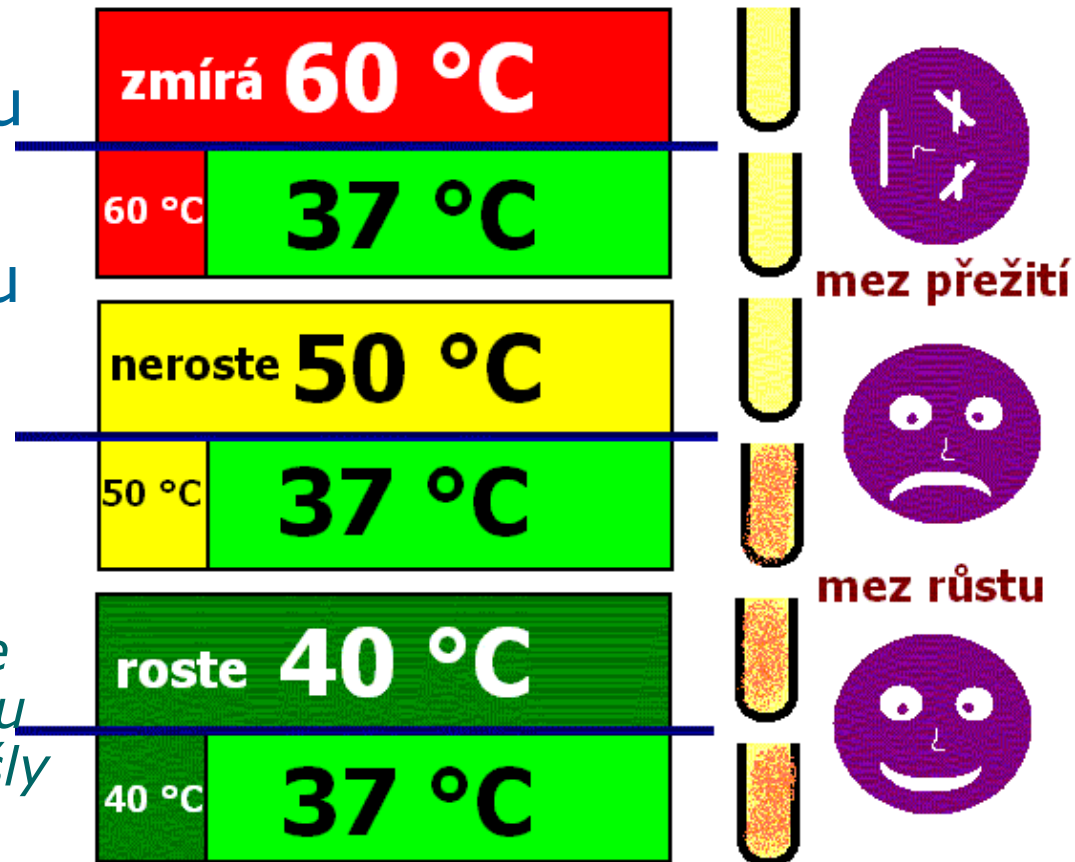 zmírá 60 °C
60 °C 37 °C
mez přežití
neroste 50 °C
50 °C 37 °C
mez růstu
roste 40 °C
40 °C 37 °C